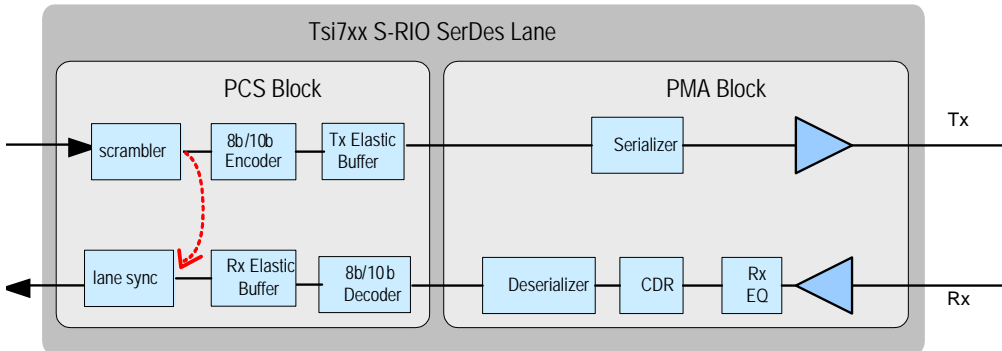 Tsi7xx S-RIO SerDes Lane
PCS Block
PMA Block
scrambler
8b/10b
Encoder
Tx Elastic
Buffer
Serializer
Tx
lane sync
Rx Elastic
Buffer
8b/10b
Decoder
Deserializer
CDR
Rx
EQ
Rx